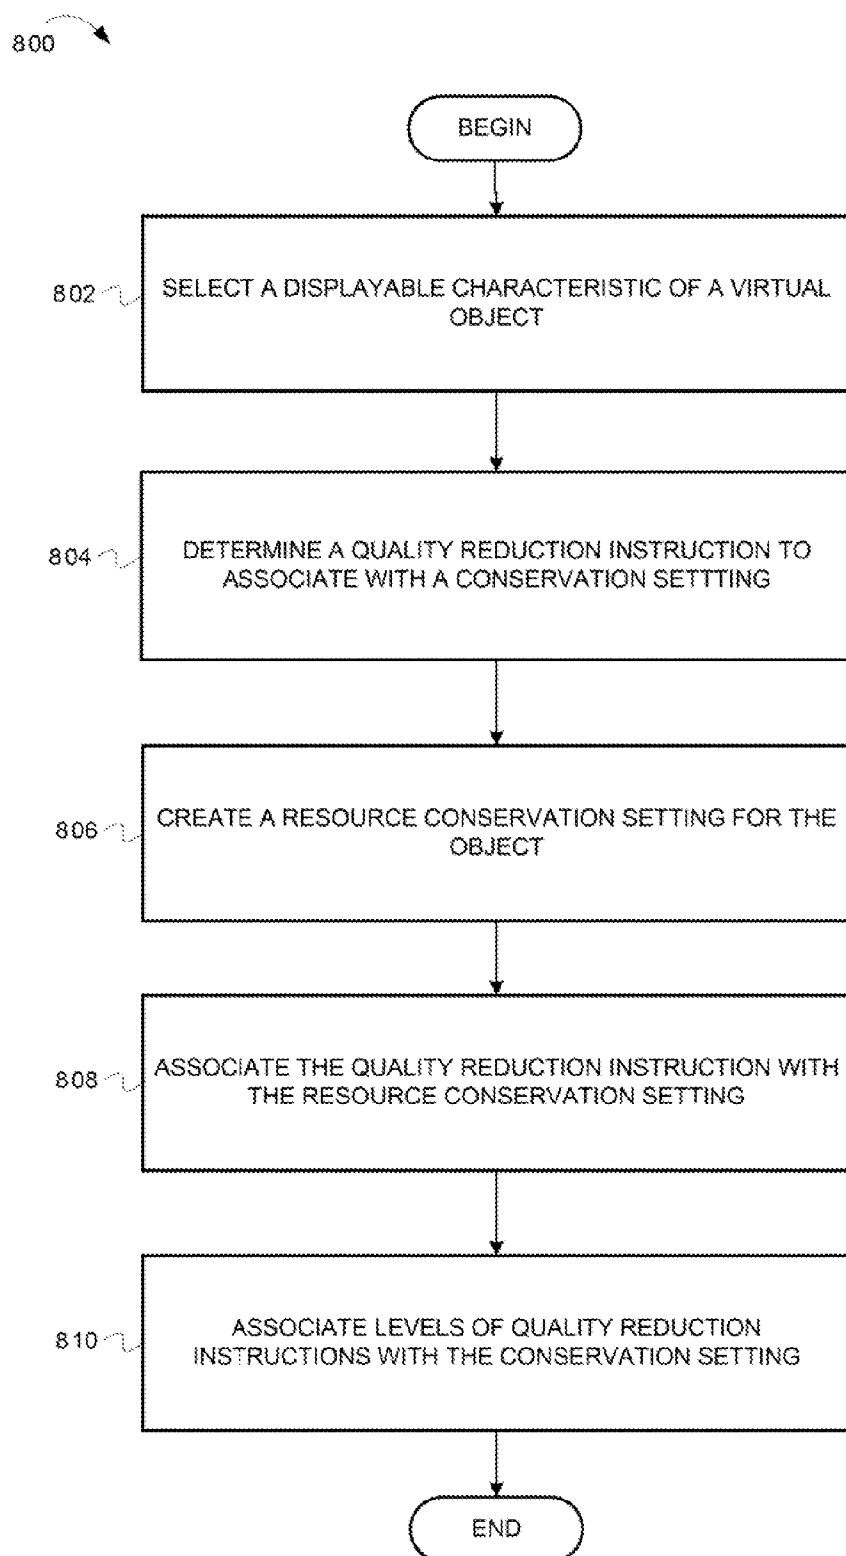 800
BEGIN
802
SELECT A DISPLAYABLE CHARACTERISTIC OF A VIRTUAL
OBJECT
804
DETERMINE A QUALITY REDUCTION INSTRUCTION TO
ASSOCIATE WITH A CONSERVATION SETTTING
806
CREATE A RESOURCE CONSERVATION SETTING FOR THE
OBJECT
808
ASSOCIATE THE QUALITY REDUCTION INSTRUCTION WITH
THE RESOURCE CONSERVATION SETTING
810
ASSOCIATE LEVELS OF QUALITY REDUCTION
INSTRUCTIONS WITH THE CONSERVATION SETTING
END